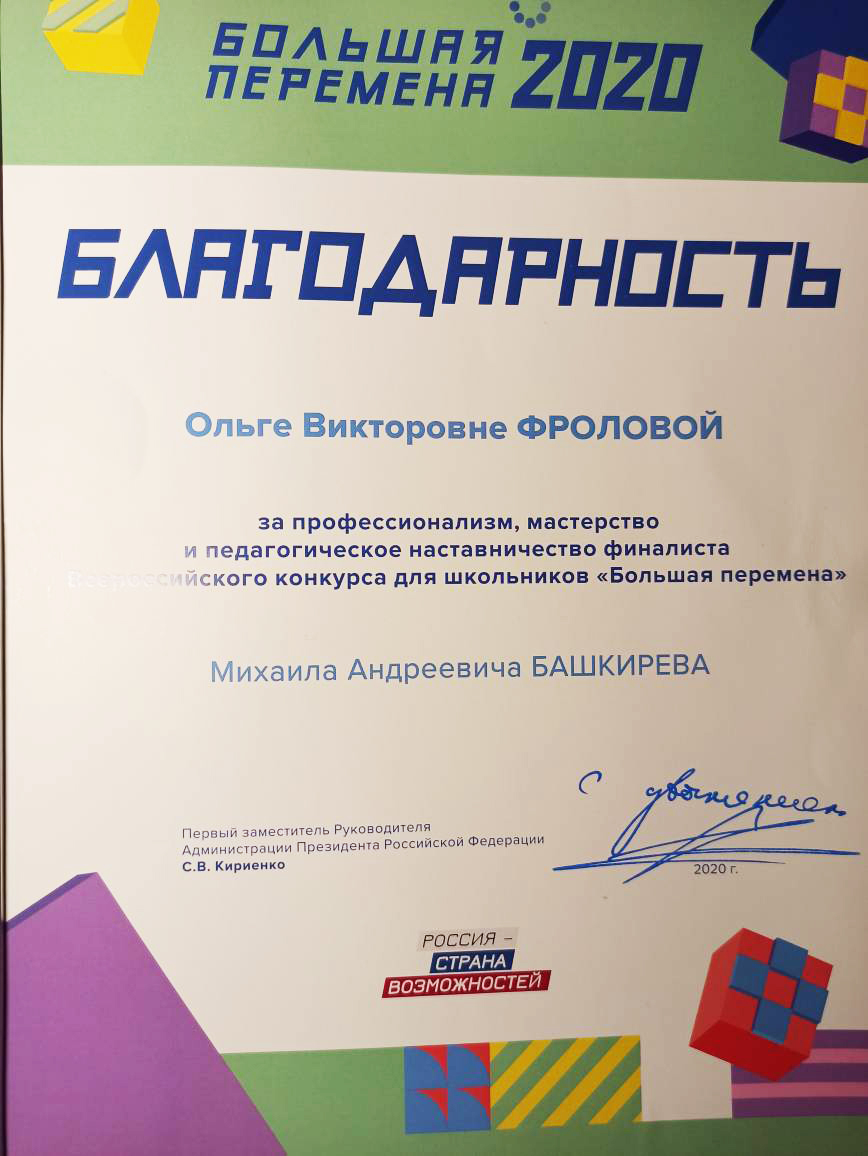 БОЛЬШАЯ
ПЕРЕМЕНА 2020
БЛАГОДАРНОСТЬ
Ольге Викторовне ФРОЛОВОЙ
за профессионализм, мастерство
и педагогическое наставничество финалиста
Всероссийского конкурса для школьников «Большая перемена»
Михаила Андреевича БАШКИРЕВА
С уважением
Первый заместитель Руководителя
Администрации Президента Российской Федерации
С.В. Кириенко
2020 г.
РОССИЯ –
СТРАНА
ВОЗМОЖНОСТЕЙ